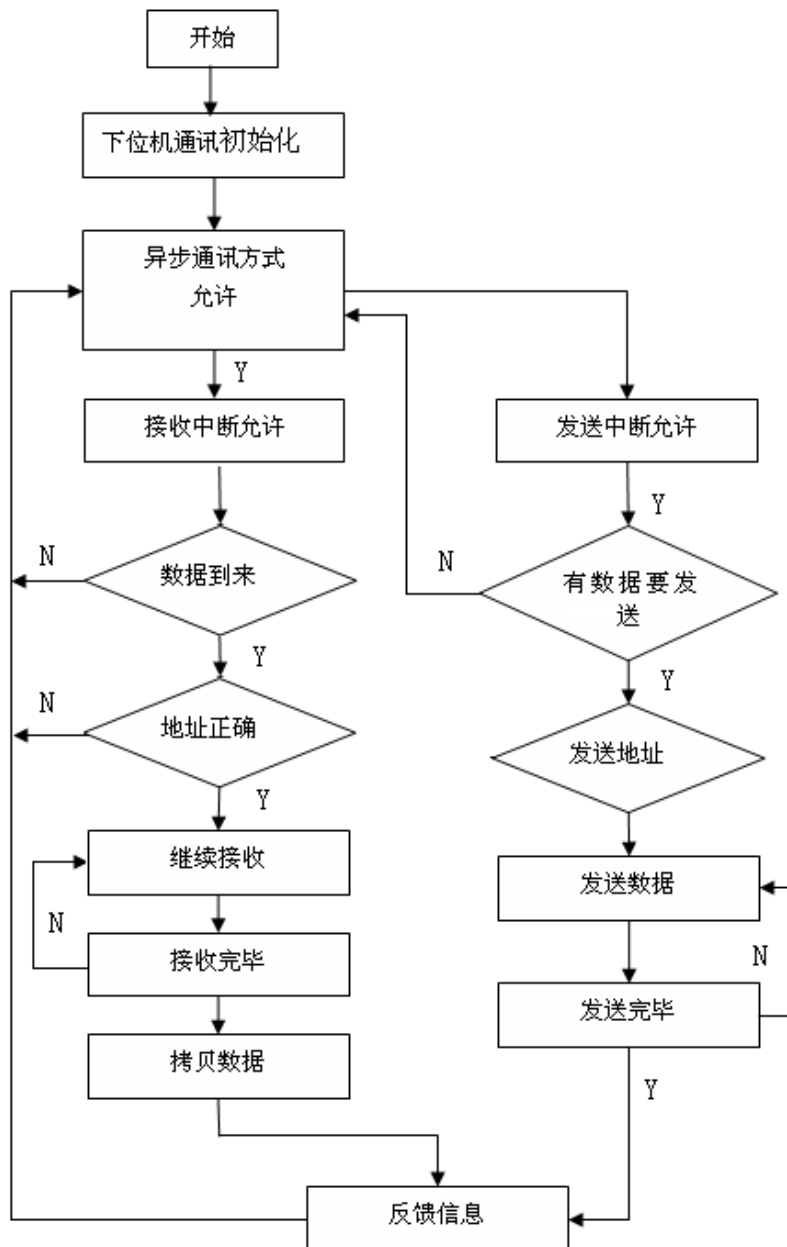 开始
下位机通讯初始化
异步通讯方式
允许
Y
接收中断允许
发送中断允许
Y
数据到来
N
有数据要发
送
N
Y
Y
地址正确
N
发送地址
Y
继续接收
发送数据
N
接收完毕
N
发送完毕
拷贝数据
Y
反馈信息